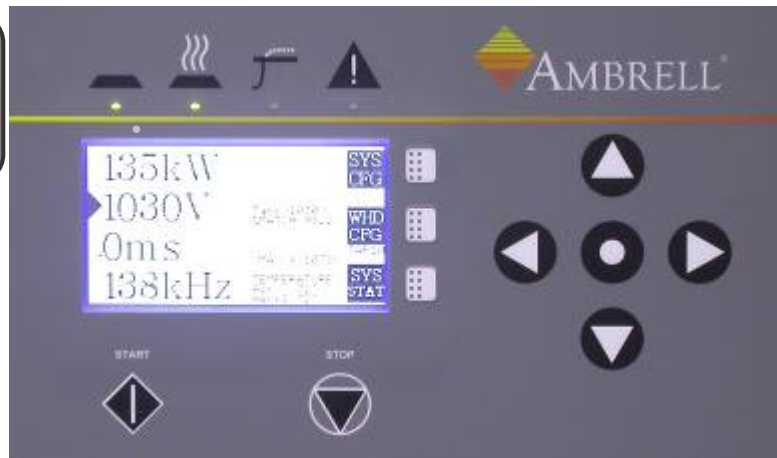 AMBRELL
135kW
SYS
CFG
1030V
WHD
CFG
0ms
138kHz
SYS
STAT
START
STOP